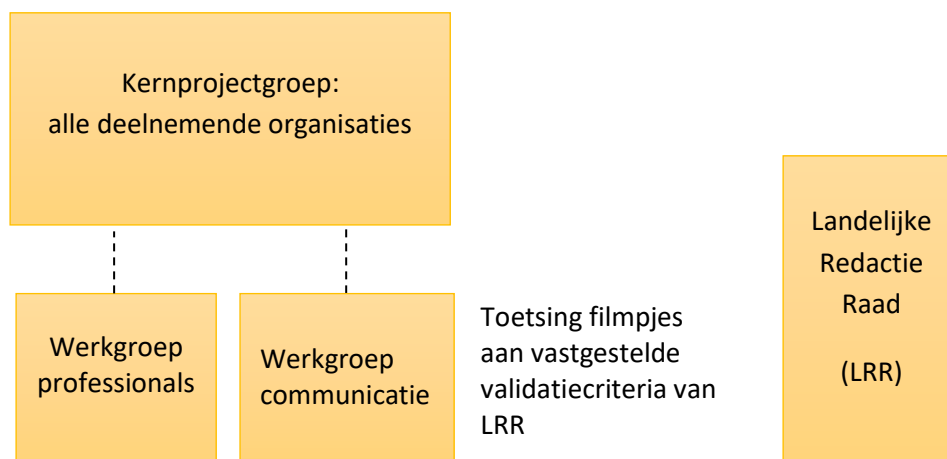 Kernprojectgroep:
alle deelnemende organisaties
Werkgroep
professionals
Werkgroep
communicatie
Toetsing filmpjes
aan vastgestelde
validatiecriteria van
LRR
Landelijke
Redactie
Raad
(LRR)